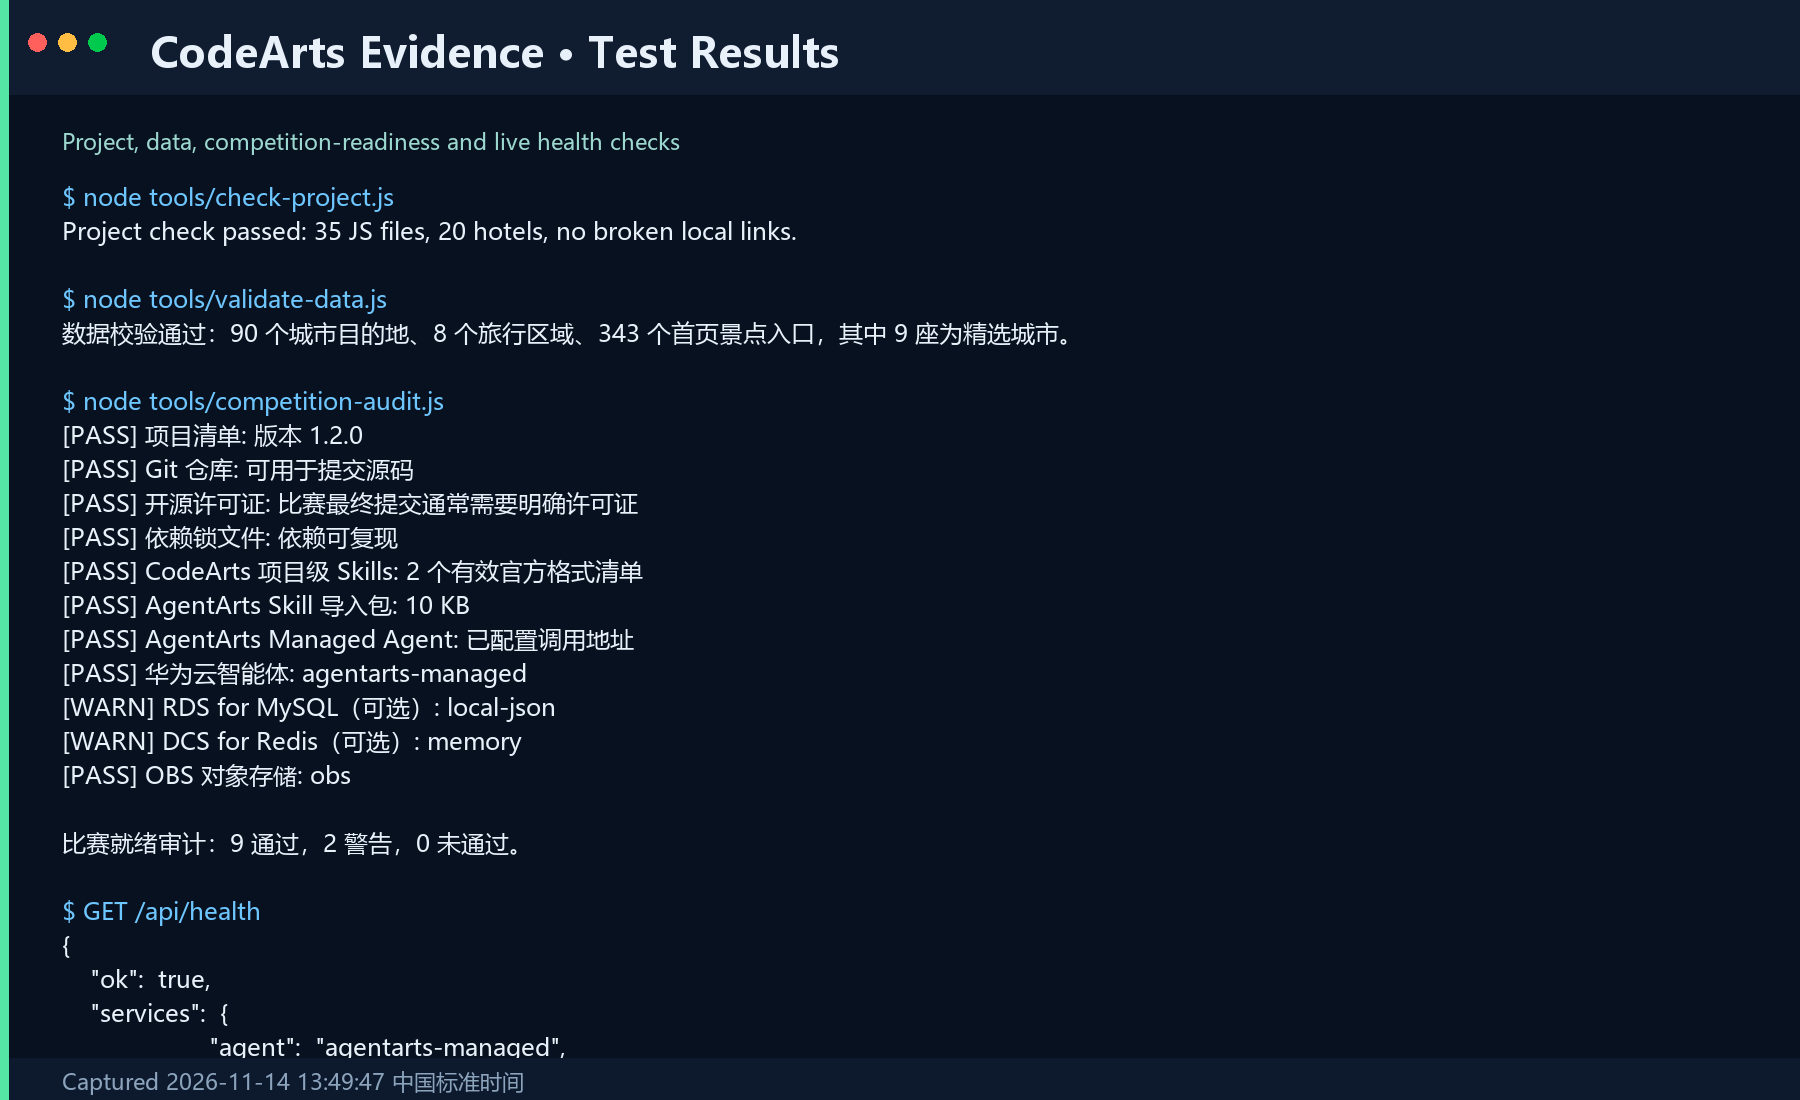 CodeArts Evidence • Test Results
Project, data, competition-readiness and live health checks
$ node tools/check-project.js
Project check passed: 35 JS files, 20 hotels, no broken local links.
$ node tools/validate-data.js
数据校验通过：90 个城市目的地、8 个旅行区域、343 个首页景点入口，其中 9 座为精选城市。
$ node tools/competition-audit.js
[PASS] 项目清单: 版本 1.2.0
[PASS] Git 仓库: 可用于提交源码
[PASS] 开源许可证: 比赛最终提交通常需要明确许可证
[PASS] 依赖锁文件: 依赖可复现
[PASS] CodeArts 项目级 Skills: 2 个有效官方格式清单
[PASS] AgentArts Skill 导入包: 10 KB
[PASS] AgentArts Managed Agent: 已配置调用地址
[PASS] 华为云智能体: agentarts-managed
[WARN] RDS for MySQL（可选）: local-json
[WARN] DCS for Redis（可选）: memory
[PASS] OBS 对象存储: obs
比赛就绪审计：9 通过，2 警告，0 未通过。
$ GET /api/health
{
"ok": true,
"services": {
"agent": "agentarts-managed",
Captured 2026-11-14 13:49:47 中国标准时间